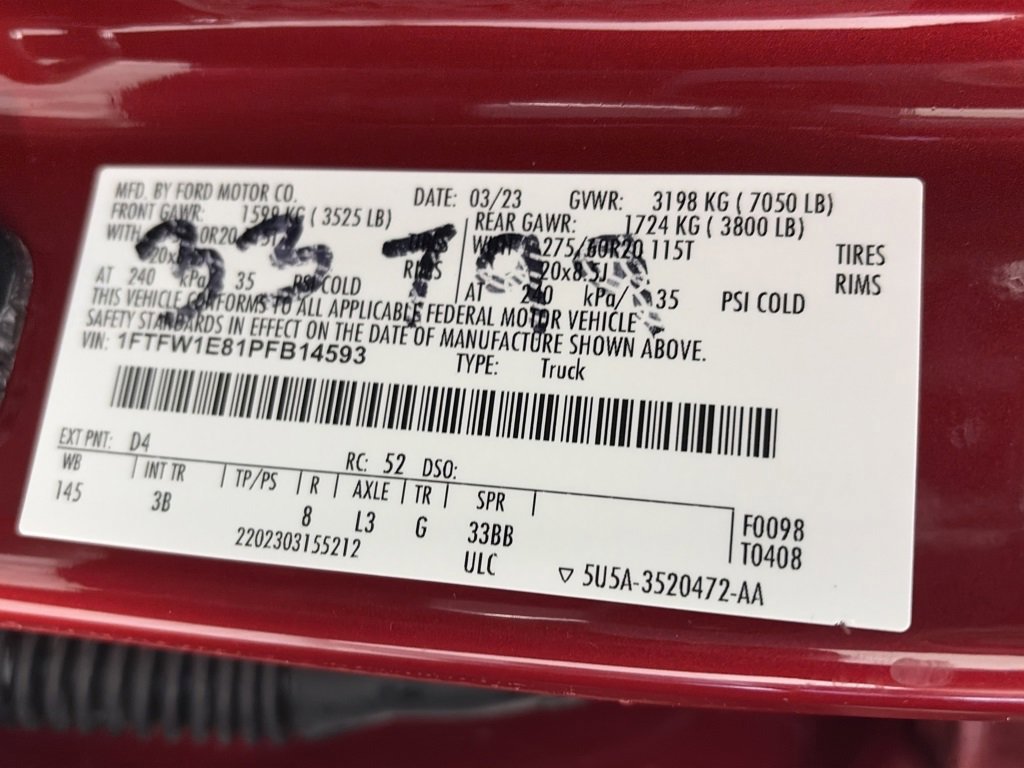 MFD. BY FORD MOTOR CO. DATE: 03/23 GVWR: 3198 KG ( 7050 LB)
FRONT GAWR: 1599 KG ( 3525 LB) REAR GAWR: 1724 KG ( 3800 LB)
WITH 275/60R20 115T TIRES
20x8.5J RIMS
AT 240 kPa/ 35 PSI COLD AT 240 kPa/ 35 PSI COLD
THIS VEHICLE CONFORMS TO ALL APPLICABLE FEDERAL MOTOR VEHICLE
SAFETY STANDARDS IN EFFECT ON THE DATE OF MANUFACTURE SHOWN ABOVE.
VIN: 1FTFW1E81PFB14593
TYPE: Truck
EXT PNT: D4 RC: 52 DSO:
WB INT TR TP/PS R AXLE TR SPR
145 3B 8 L3 G 33BB
F0098
T0408
2202303155212 ULC
5U5A-3520472-AA